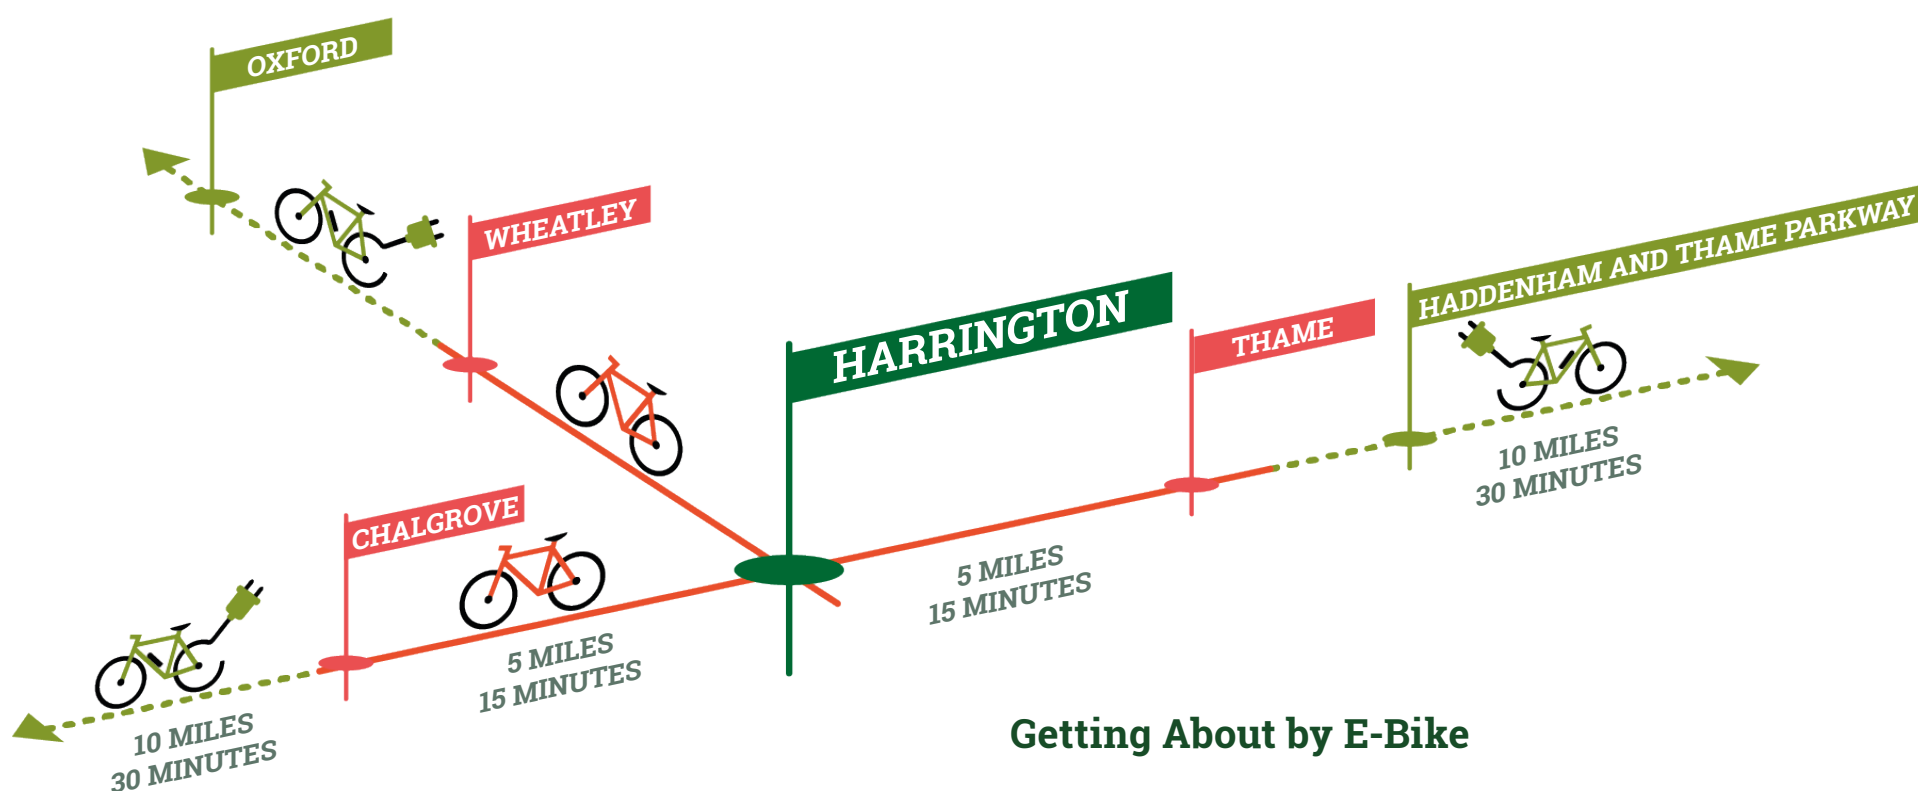 OXFORD
WHEATLEY
HADDENHAM AND THAME PARKWAY
HARRINGTON
THAME
10 MILES
30 MINUTES
CHALGROVE
5 MILES
15 MINUTES
5 MILES
15 MINUTES
10 MILES
30 MINUTES
Getting About by E-Bike